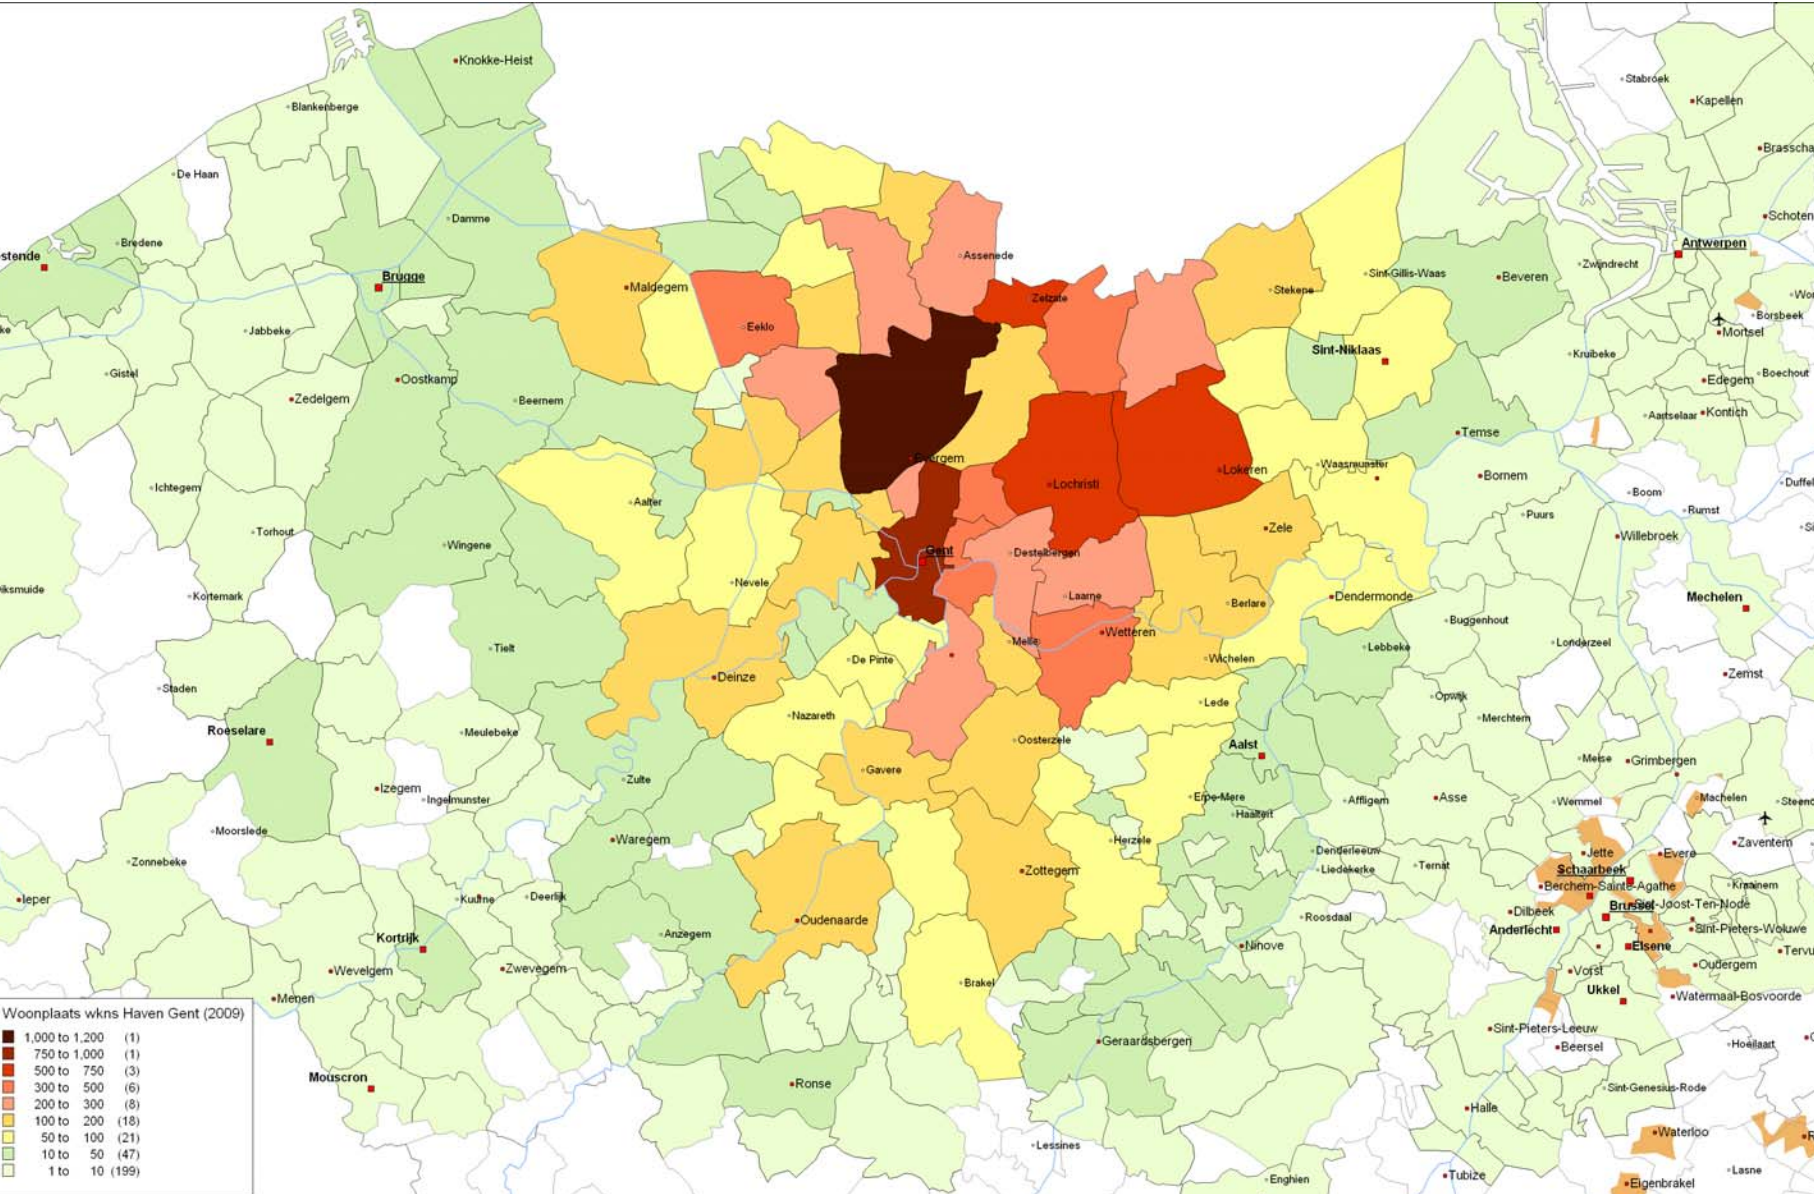 Knokke-Heist
Stabroek
Kapellen
Blankenberge
Brasscha
De Haan
Damme
Schoten
Bredene
Antwerpen
stende
Assenede
Zwijndrecht
Brugge
Maldegem
Sint-Gillis-Waas
Beveren
Stekene
Zelzate
Wor
Borsbeek
ke
Jabbeke
Eeklo
Mortsel
Sint-Niklaas
Kruibeke
Gistel
Oostkamp
Boechout
Edegem
Zedelgem
Beernem
Aartselaar
Kontich
Temse
Evergem
Lokeren
Waasmunster
Bornem
Ichtegem
Lochristi
Duffel
Boom
Aalter
Rumst
Puurs
Torhout
Zele
Willebroek
Wingene
Gent
Destelbergen
iksmuide
Nevele
Kortemark
Laarne
Berlare
Dendermonde
Mechelen
Buggenhout
Wetteren
Melle
Londerzeel
Tielt
Lebbeke
De Pinte
Wichelen
Zemst
Deinze
Staden
Opwijk
Lede
Nazareth
Merchtem
Roeselare
Meulebeke
Oosterzele
Aalst
Meise
Grimbergen
Gavere
Zulte
Izegem
Ingelmunster
Erpe-Mere
Affligem
Asse
Wemmel
Machelen
Steeno
Haaltert
Moorslede
Waregem
Herzele
Zaventem
Denderleeuw
Jette
Evere
Zonnebeke
Ternat
Liedekerke
Zottegem
Schaarbeek
Berchem-Sainte-Agathe
Kraainem
Ieper
Kuurne
Deerlijk
Sint-Joost-Ten-Node
Brussel
Dilbeek
Oudenaarde
Roosdaal
Anderlecht
Sint-Pieters-Woluwe
Kortrijk
Anzegem
Ninove
Elsene
Tervu
Wevelgem
Zwevegem
Oudergem
Vorst
Brakel
Ukkel
Menen
Watermaal-Bosvoorde
Woonplaats wkns Haven Gent (2009)
1,000 to 1,200 (1)
750 to 1,000 (1)
500 to 750 (3)
300 to 500 (6)
200 to 300 (8)
100 to 200 (18)
50 to 100 (21)
10 to 50 (47)
1 to 10 (199)
Sint-Pieters-Leeuw
Geraardsbergen
Beersel
Hoeilaart
Mouscron
Ronse
Sint-Genesius-Rode
Halle
Waterloo
Lessines
Lasne
Tubize
Enghien
Eigenbrakel